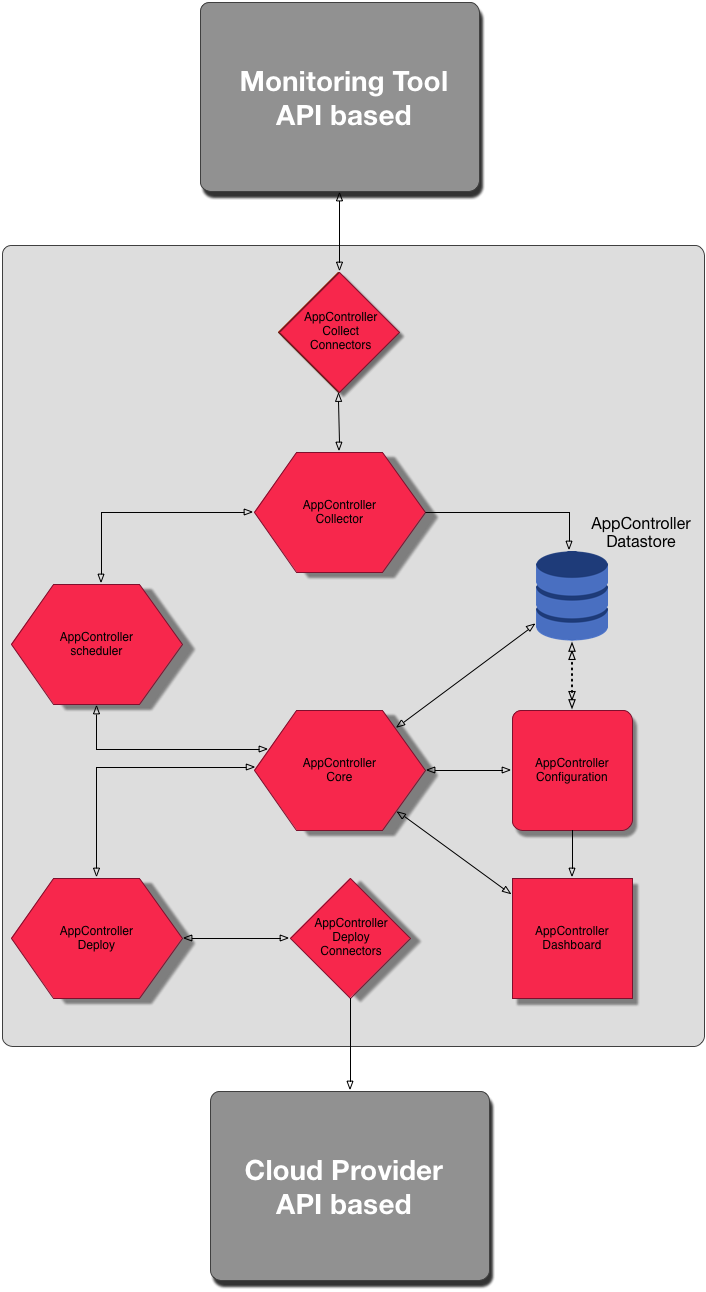 Monitoring Tool
API based
AppController
Collect
Connectors
AppController
Collector
AppController
Datastore
AppController
scheduler
AppController
Core
AppController
Configuration
AppController
Deploy
AppController
Deploy
Connectors
AppController
Dashboard
Cloud Provider
API based